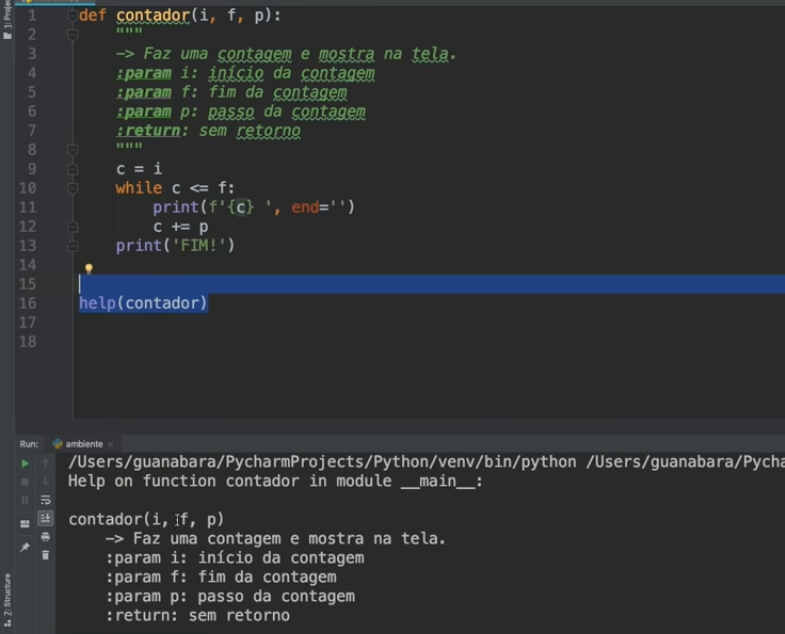 1: Projec
1 def contador(i, f, p):
2 """
3 -> Faz uma contagem e mostra na tela.
4 :param i: início da contagem
5 :param f: fim da contagem
6 :param p: passo da contagem
7 :return: sem retorno
8 """
9 c = i
10 while c <= f:
11 print(f'{c} ', end='')
12 c += p
13 print('FIM!')
14
15
16 help(contador)
17
18
Run: ambiente ×
/Users/guanabara/PycharmProjects/Python/venv/bin/python /Users/guanabara/Pycha
Help on function contador in module __main__:
contador(i, f, p)
-> Faz uma contagem e mostra na tela.
:param i: início da contagem
:param f: fim da contagem
:param p: passo da contagem
:return: sem retorno
2: Structure